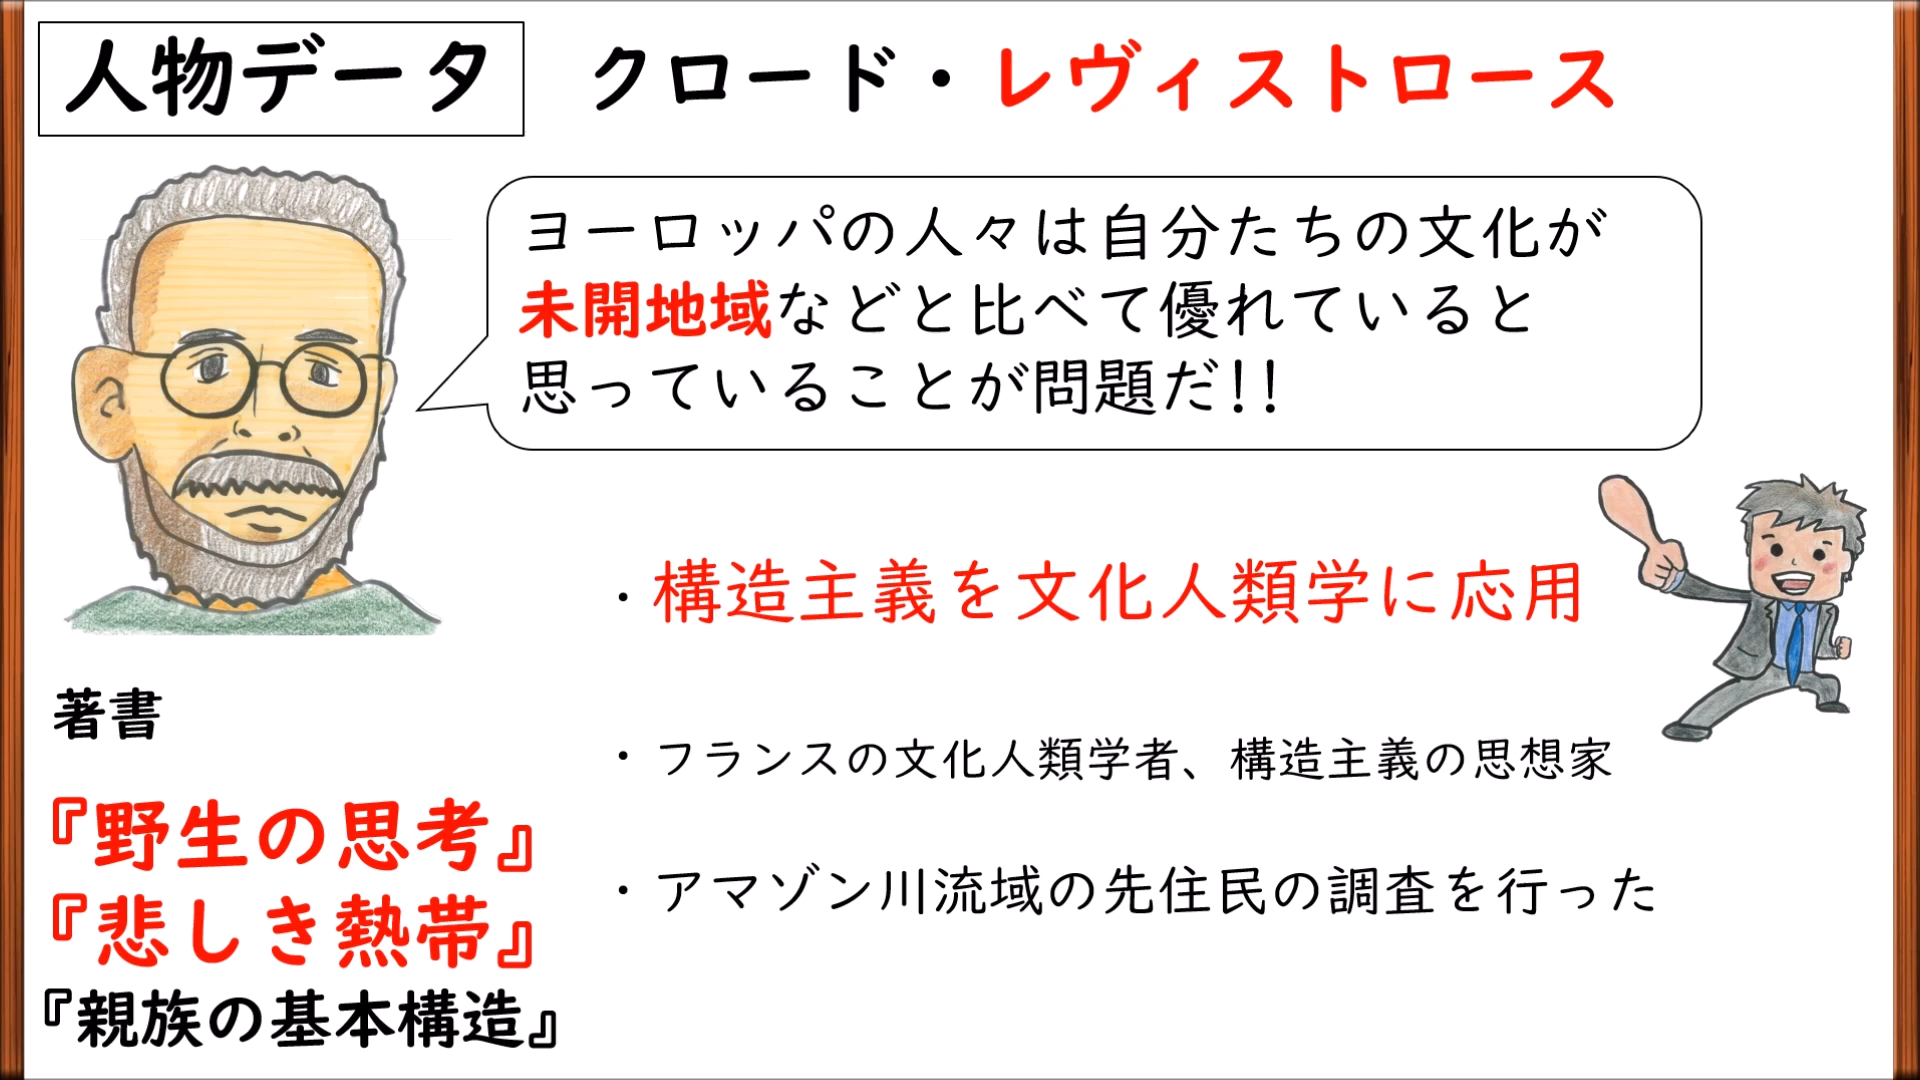 人物データ
クロード・レヴィストロース
ヨーロッパの人々は自分たちの文化が
未開地域などと比べて優れていると
思っていることが問題だ!!
・構造主義を文化人類学に応用
・フランスの文化人類学者、構造主義の思想家
・アマゾン川流域の先住民の調査を行った
著書
『野生の思考』
『悲しき熱帯』
『親族の基本構造』